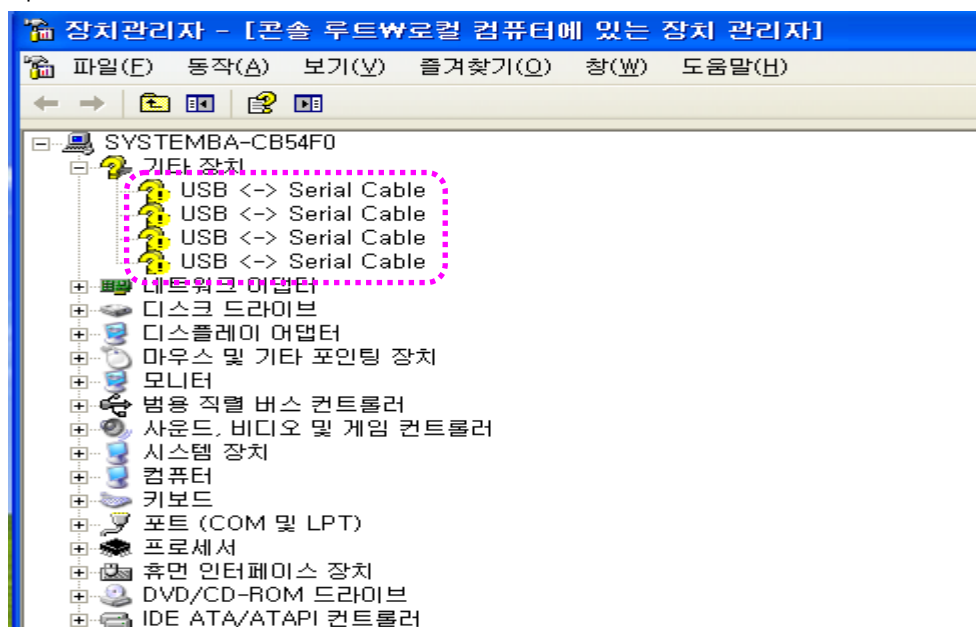 장치관리자 - [콘솔 루트₩로컬 컴퓨터에 있는 장치 관리자]
파일(F) 동작(A) 보기(V) 즐겨찾기(O) 창(W) 도움말(H)
SYSTEMBA-CB54F0
기타 장치
USB <-> Serial Cable
USB <-> Serial Cable
USB <-> Serial Cable
USB <-> Serial Cable
네트워크 어댑터
디스크 드라이브
디스플레이 어댑터
마우스 및 기타 포인팅 장치
모니터
범용 직렬 버스 컨트롤러
사운드, 비디오 및 게임 컨트롤러
시스템 장치
컴퓨터
키보드
포트 (COM 및 LPT)
프로세서
휴먼 인터페이스 장치
DVD/CD-ROM 드라이브
IDE ATA/ATAPI 컨트롤러